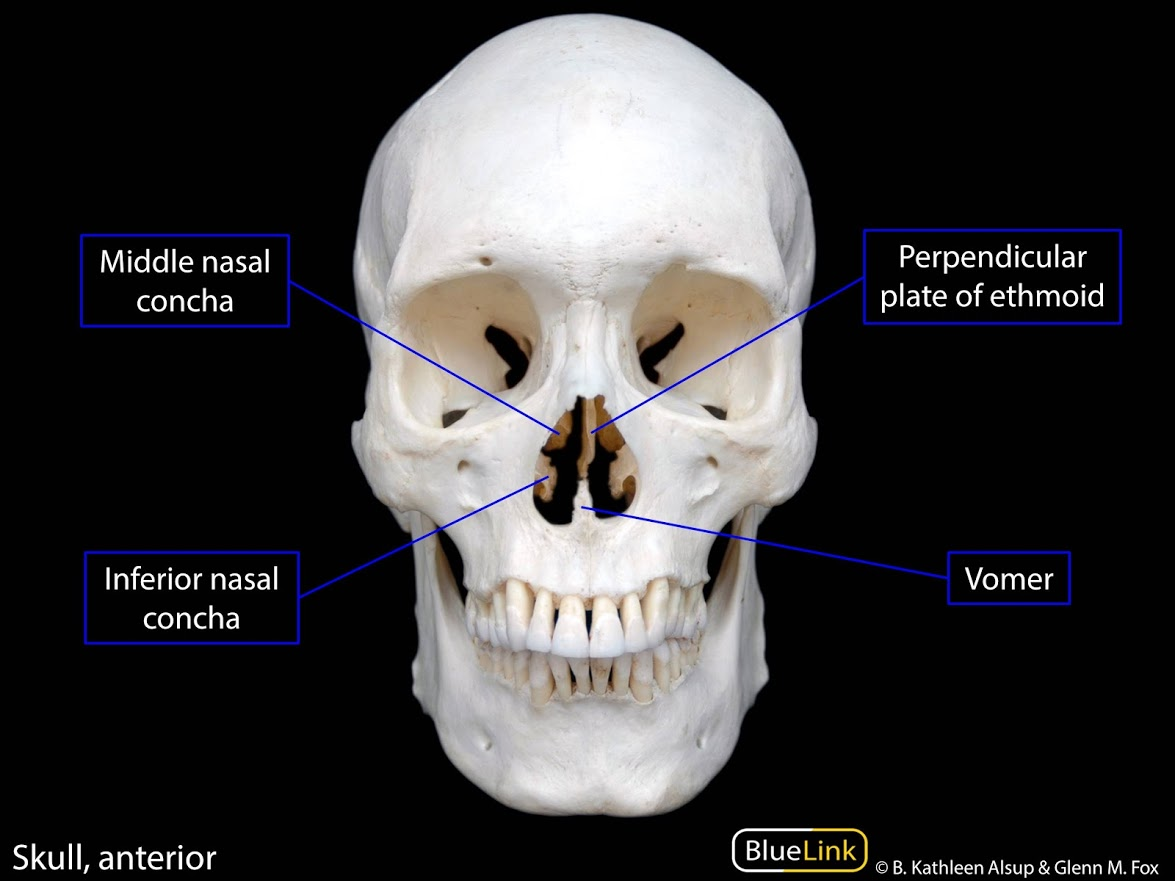 Middle nasal
concha
Perpendicular
plate of ethmoid
Inferior nasal
concha
Vomer
Skull, anterior
BlueLink
© B. Kathleen Alsup & Glenn M. Fox